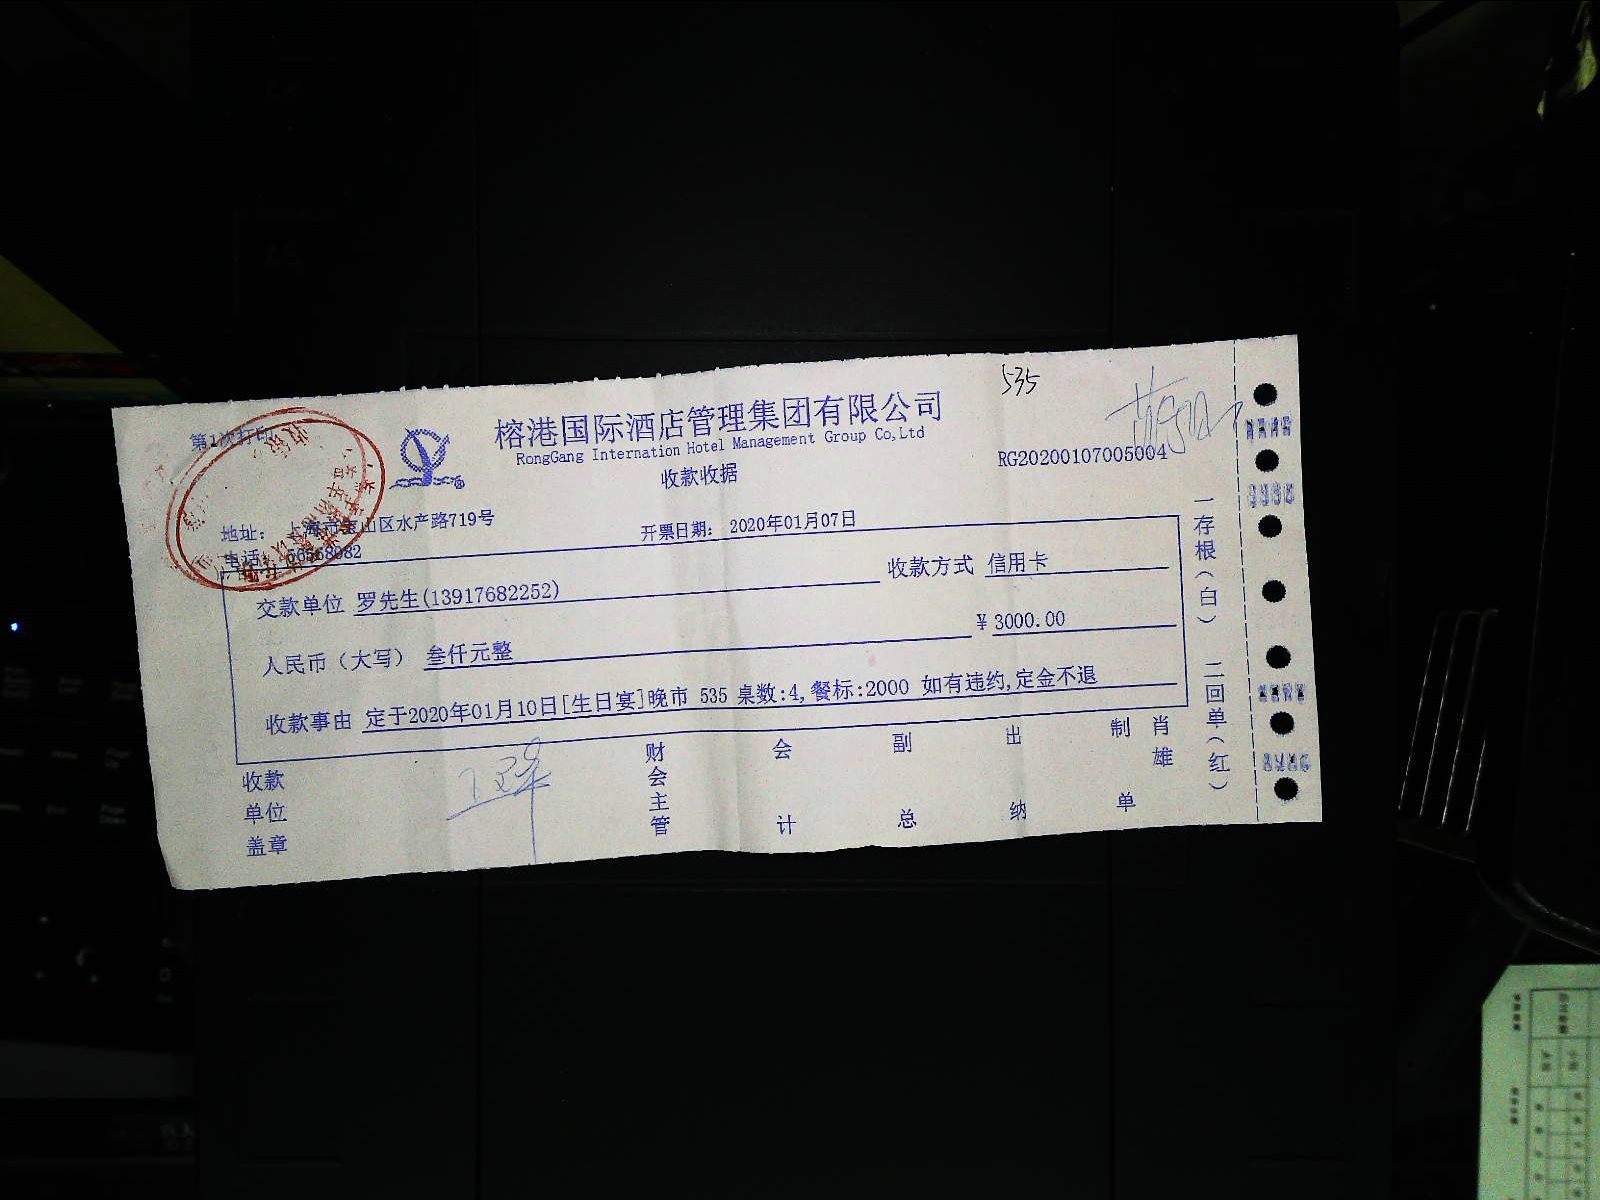 535
第1次打印
榕港国际酒店管理集团有限公司
RongGang Internation Hotel Management Group Co,Ltd
RG20200107005004
收款收据
地址: 上海市宝山区水产路719号
开票日期: 2020年01月07日
电话: 66568982
交款单位 罗先生(13917682252)
收款方式 信用卡
人民币（大写） 叁仟元整
¥ 3000.00
收款事由 定于2020年01月10日[生日宴]晚市 535 桌数:4,餐标:2000 如有违约,定金不退
收款单位盖章
财会主管
会计
副总
出纳
制单
肖雄
一存根（白） 二回单（红）